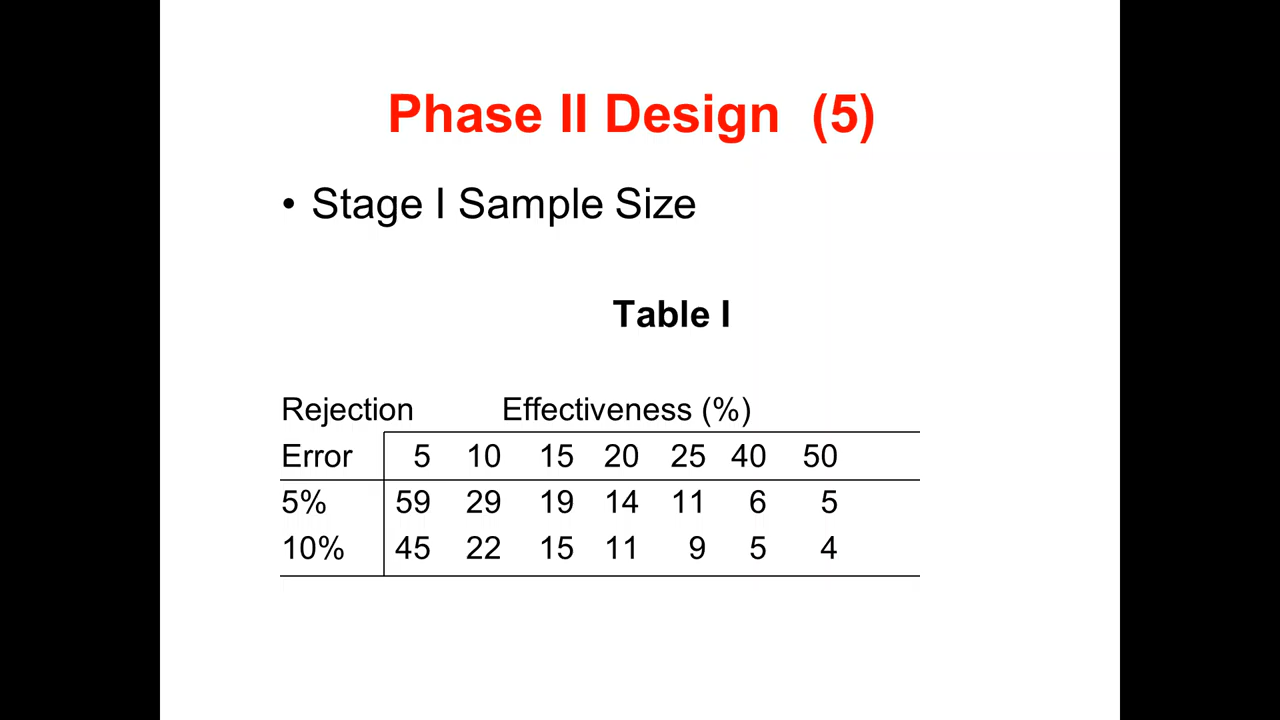 Phase II Design (5)
• Stage I Sample Size
Table I
Rejection Effectiveness (%)
Error 5 10 15 20 25 40 50
5% 59 29 19 14 11 6 5
10% 45 22 15 11 9 5 4